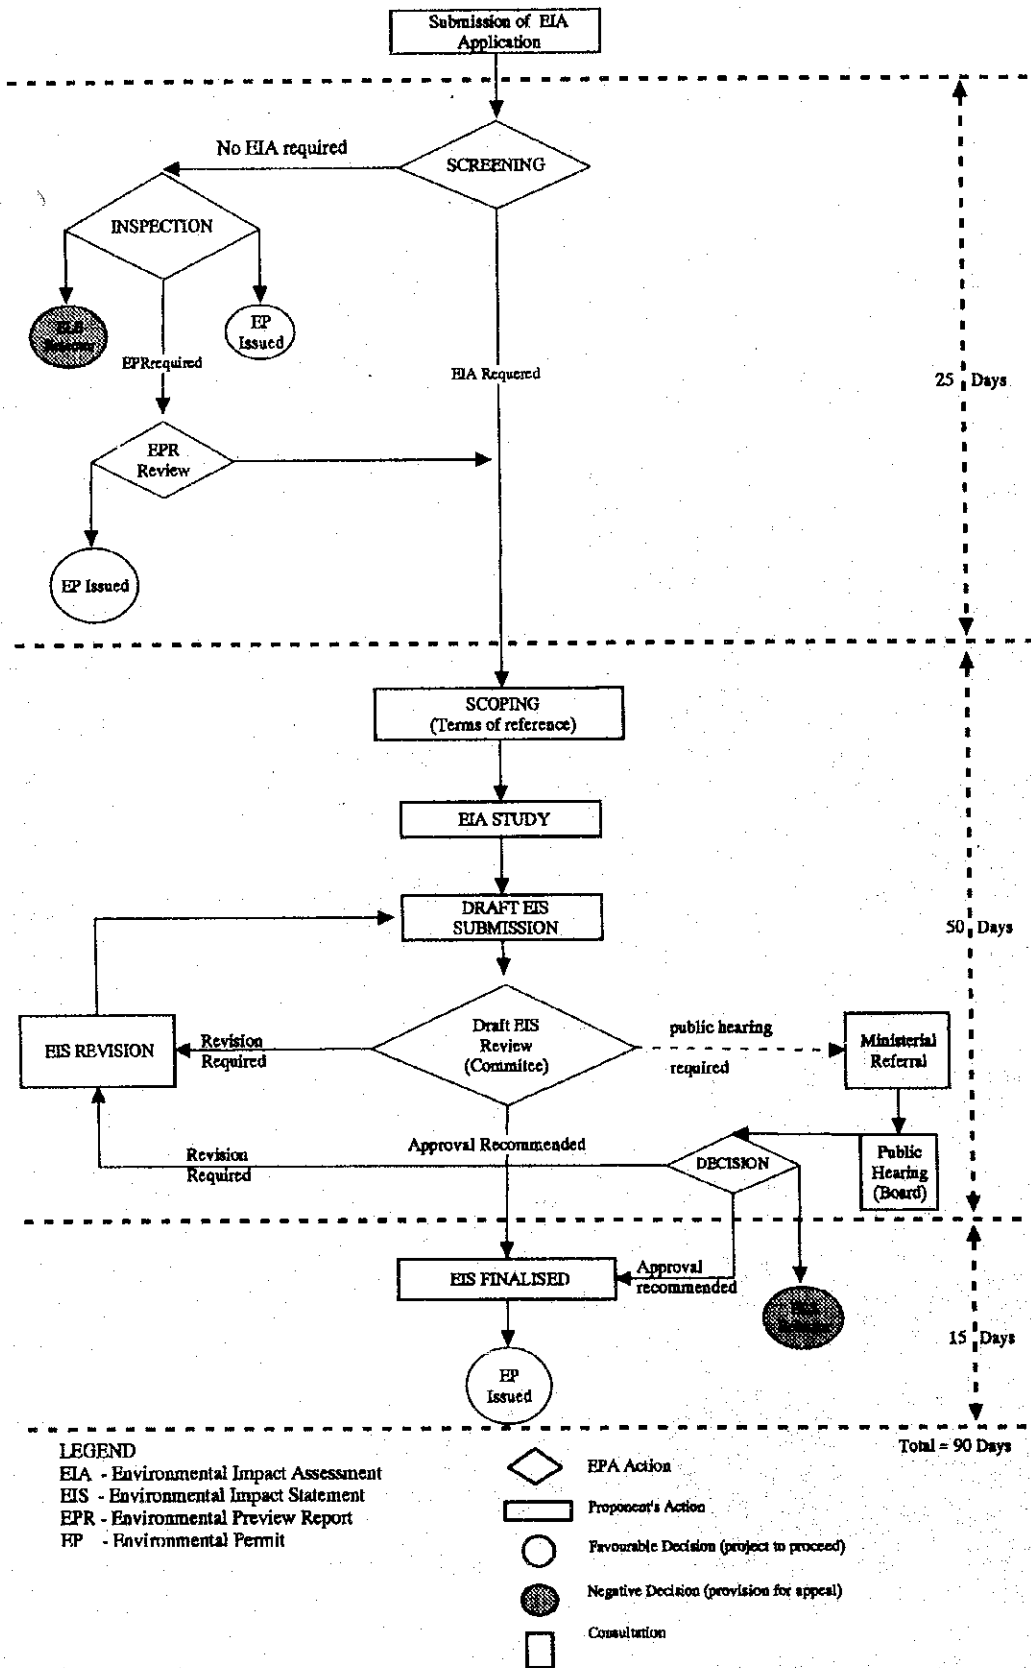 Submission of EIA
Application
No EIA required
SCREENING
INSPECTION
EP
Issued
EPRrequired
EIA Requered
25 Days
EPR
Review
EP Issued
SCOPING
(Terms of reference)
EIA STUDY
DRAFT EIS
SUBMISSION
50 Days
EIS REVISION
Revision
Required
Draft EIS
Review
(Commitee)
public hearing
required
Ministerial
Referral
Approval Recommended
Revision
Required
DECISION
Public
Hearing
(Board)
EIS FINALISED
Approval
recommended
15 Days
EP
Issued
Total = 90 Days
LEGEND
EIA - Environmental Impact Assessment
EIS - Environmental Impact Statement
EPR - Environmental Preview Report
EP - Environmental Permit
EPA Action
Proponent's Action
Favourable Decision (project to proceed)
Negative Decision (provision for appeal)
Consultation